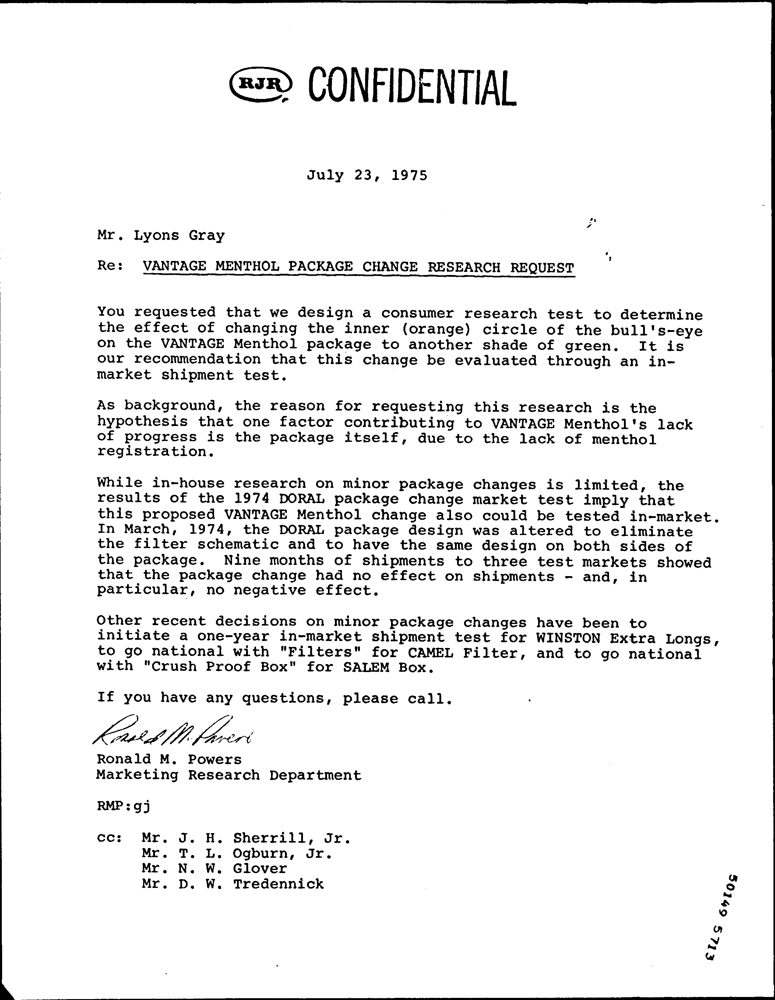 RJR CONFIDENTIAL
July 23, 1975
Mr. Lyons Gray
Re: VANTAGE MENTHOL PACKAGE CHANGE RESEARCH REQUEST
You requested that we design a consumer research test to determine
the effect of changing the inner (orange) circle of the bull's-eye
on the VANTAGE Menthol package to another shade of green. It is
our recommendation that this change be evaluated through an in-
market shipment test.
As background, the reason for requesting this research is the
hypothesis that one factor contributing to VANTAGE Menthol's lack
of progress is the package itself, due to the lack of menthol
registration.
While in-house research on minor package changes is limited, the
results of the 1974 DORAL package change market test imply that
this proposed VANTAGE Menthol change also could be tested in-market.
In March, 1974, the DORAL package design was altered to eliminate
the filter schematic and to have the same design on both sides of
the package. Nine months of shipments to three test markets showed
that the package change had no effect on shipments - and, in
particular, no negative effect.
Other recent decisions on minor package changes have been to
initiate a one-year in-market shipment test for WINSTON Extra Longs,
to go national with "Filters" for CAMEL Filter, and to go national
with "Crush Proof Box" for SALEM Box.
If you have any questions, please call.
Ronald M. Powers
Ronald M. Powers
Marketing Research Department
RMP:gj
cc: Mr. J. H. Sherrill, Jr.
Mr. T. L. Ogburn, Jr.
Mr. N. W. Glover
Mr. D. W. Tredennick
50149 5713